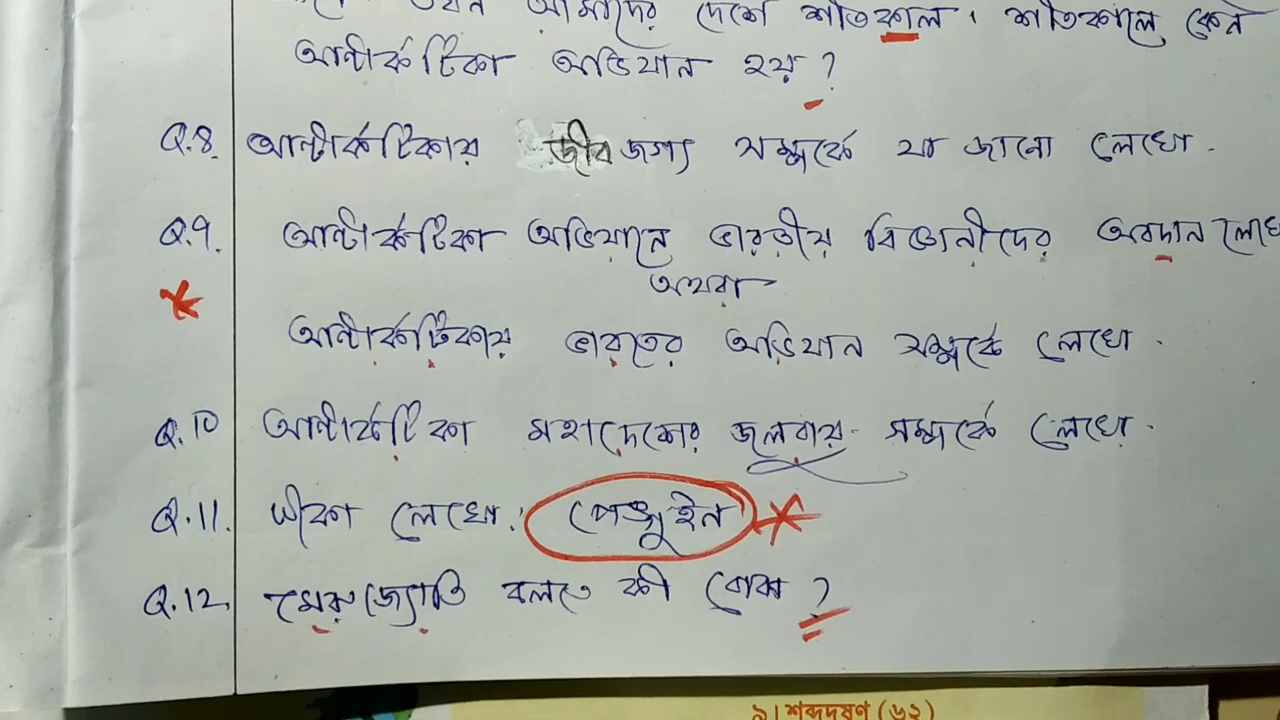 তখন আমাদের দেশে শীতকাল। শীতকালে কেন
আন্টার্কটিকা অভিযান হয়?
Q.8. আন্টার্কটিকায় জীবজগৎ সম্পর্কে যা জানো লেখো.
Q.9. আন্টার্কটিকা অভিযানে ভারতীয় বিজ্ঞানীদের অবদান লেখো
অথবা
আন্টার্কটিকায় ভারতের অভিযান সম্পর্কে লেখো.
Q.10 আন্টার্কটিকা মহাদেশের জলবায়ু সম্পর্কে লেখো.
Q.11. টীকা লেখো: পেঙ্গুইন
Q.12. মেরুজ্যোতি বলতে কী বোঝ?
৯। শব্দদূষণ (৬২)